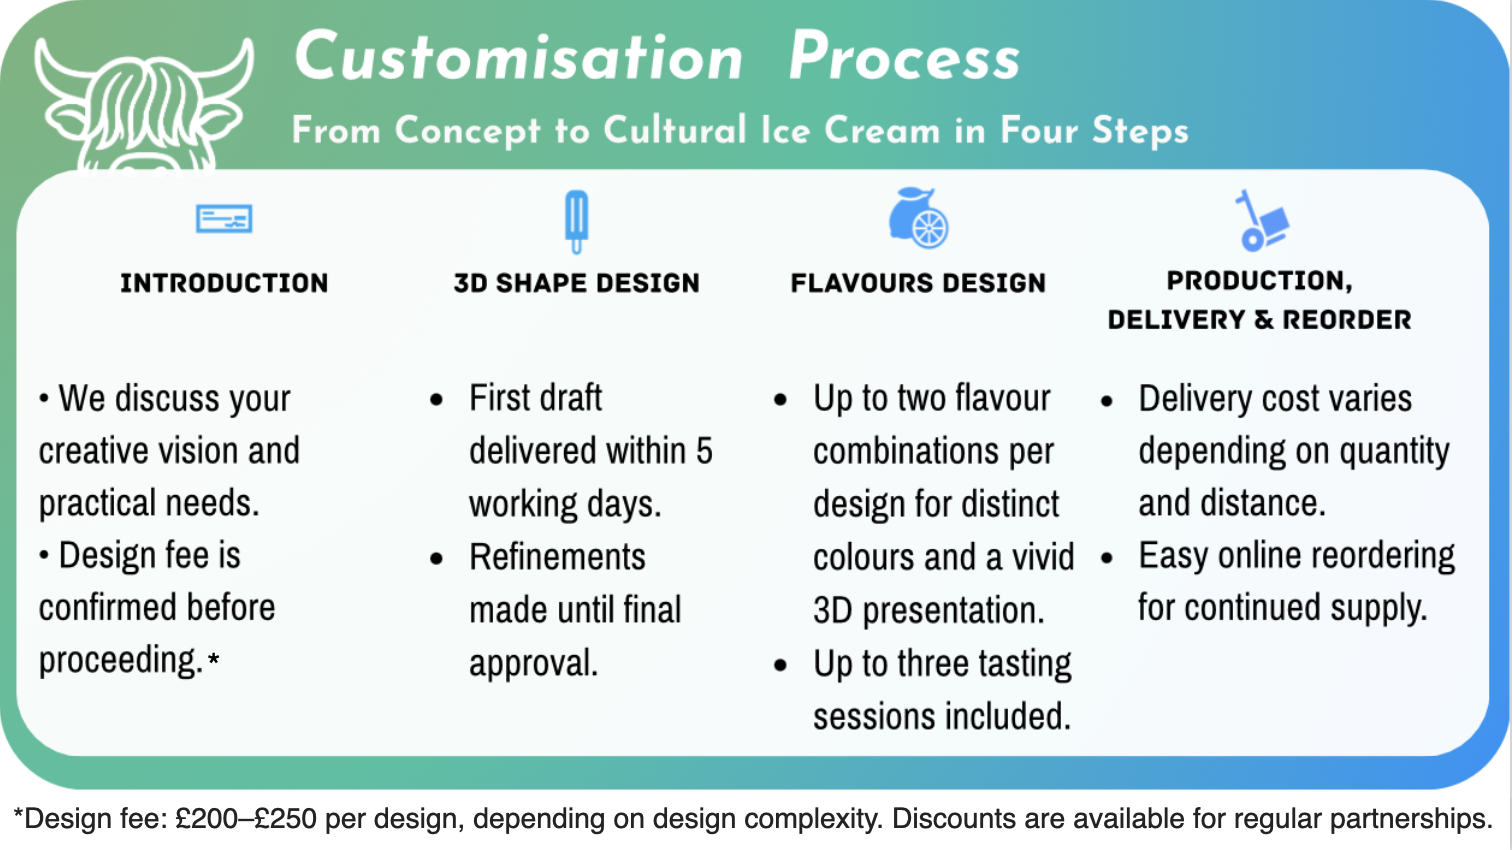 Customisation Process
From Concept to Cultural Ice Cream in Four Steps
INTRODUCTION
• We discuss your
creative vision and
practical needs.
• Design fee is
confirmed before
proceeding.*
3D SHAPE DESIGN
• First draft
delivered within 5
working days.
• Refinements
made until final
approval.
FLAVOURS DESIGN
• Up to two flavour
combinations per
design for distinct
colours and a vivid
3D presentation.
• Up to three tasting
sessions included.
PRODUCTION,
DELIVERY & REORDER
• Delivery cost varies
depending on quantity
and distance.
• Easy online reordering
for continued supply.
*Design fee: £200–£250 per design, depending on design complexity. Discounts are available for regular partnerships.